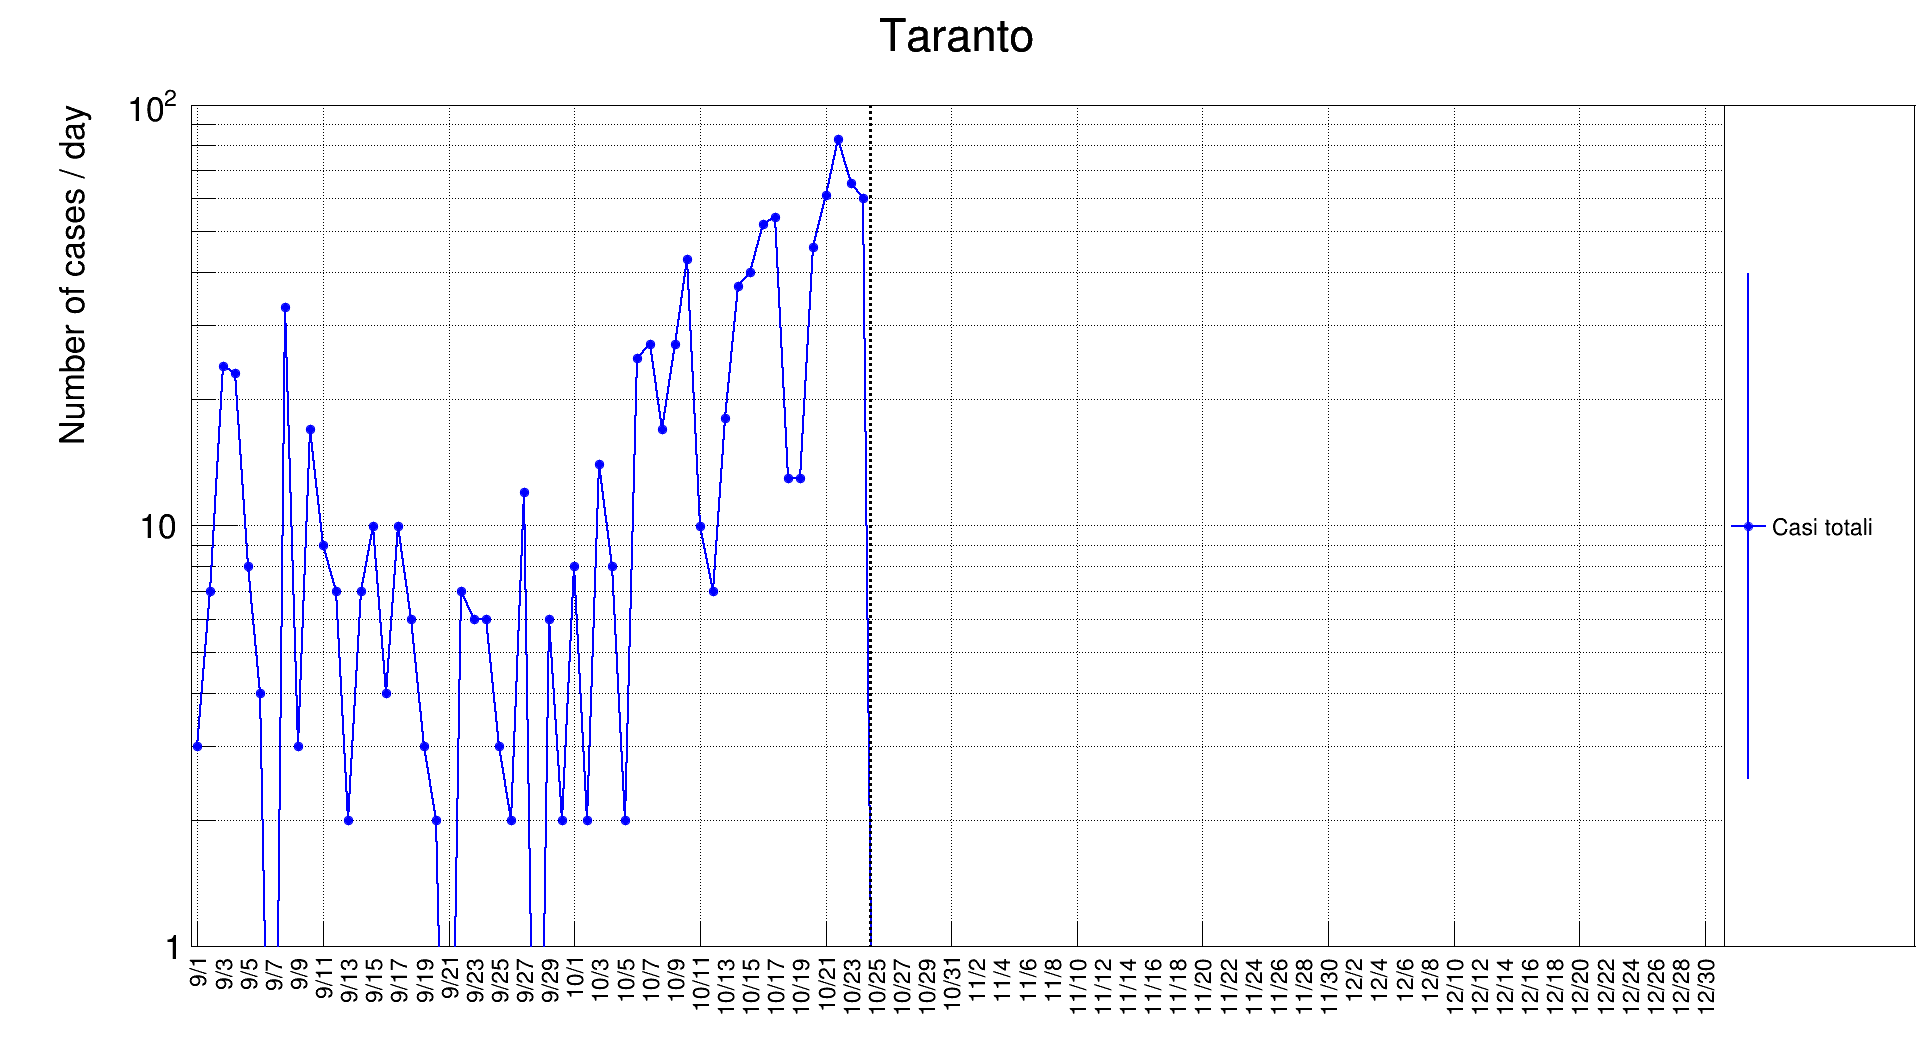 Taranto
Number of cases / day
10²
10
1
9/1 9/3 9/5 9/7 9/9 9/11 9/13 9/15 9/17 9/19 9/21 9/23 9/25 9/27 9/29 10/1 10/3 10/5 10/7 10/9 10/11 10/13 10/15 10/17 10/19 10/21 10/23 10/25 10/27 10/29 10/31 11/2 11/4 11/6 11/8 11/10 11/12 11/14 11/16 11/18 11/20 11/22 11/24 11/26 11/28 11/30 12/2 12/4 12/6 12/8 12/10 12/12 12/14 12/16 12/18 12/20 12/22 12/24 12/26 12/28 12/30
Casi totali